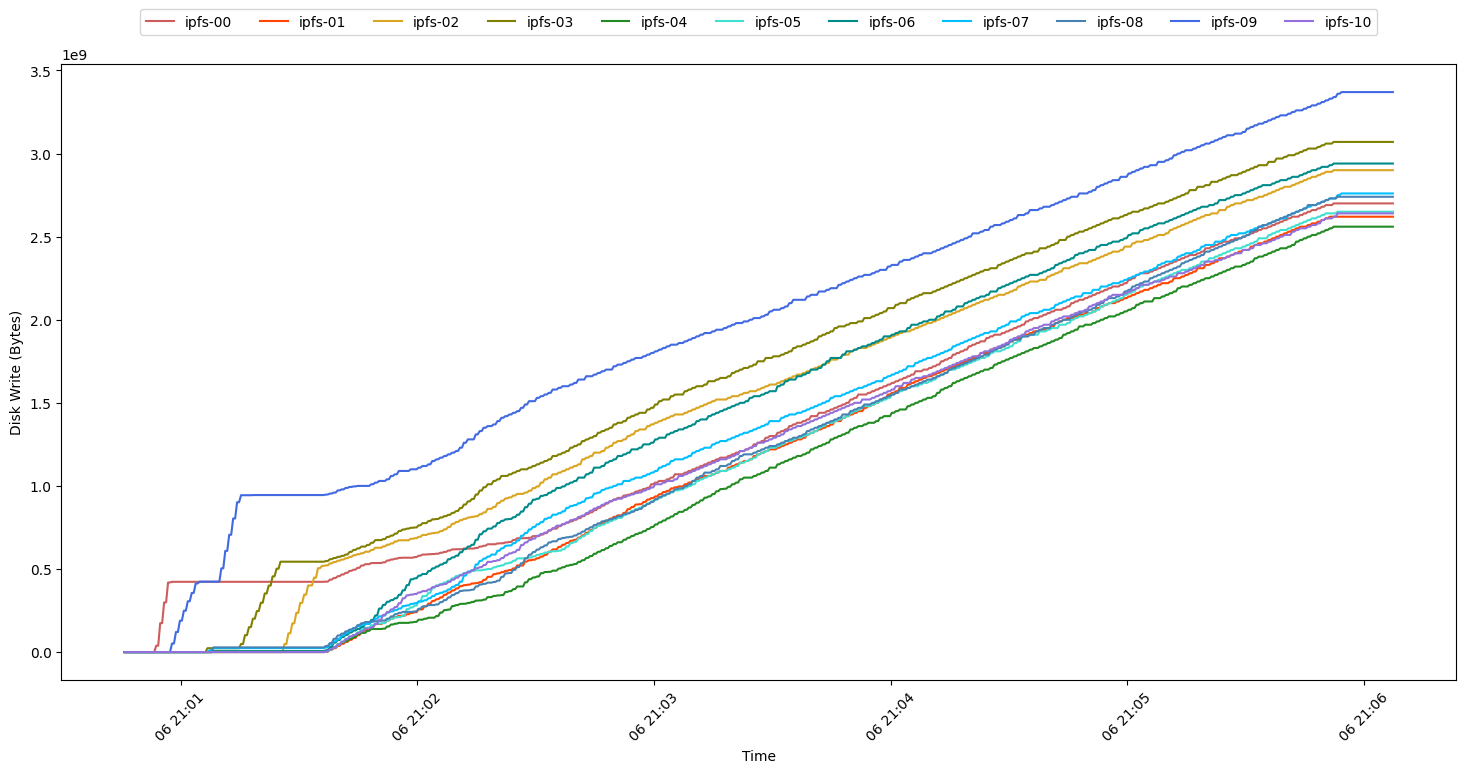 ipfs-00 ipfs-01 ipfs-02 ipfs-03 ipfs-04 ipfs-05 ipfs-06 ipfs-07 ipfs-08 ipfs-09 ipfs-10
1e9
3.5
3.0
2.5
2.0
1.5
1.0
0.5
0.0
Disk Write (Bytes)
06 21:01 06 21:02 06 21:03 06 21:04 06 21:05 06 21:06
Time